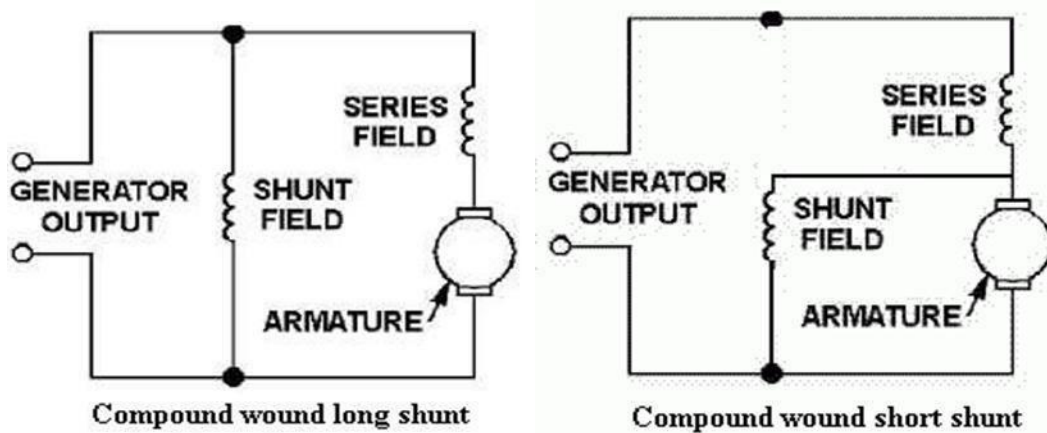 SERIES
FIELD
GENERATOR
OUTPUT
SHUNT
FIELD
ARMATURE
Compound wound long shunt
SERIES
FIELD
GENERATOR
OUTPUT
SHUNT
FIELD
ARMATURE
Compound wound short shunt